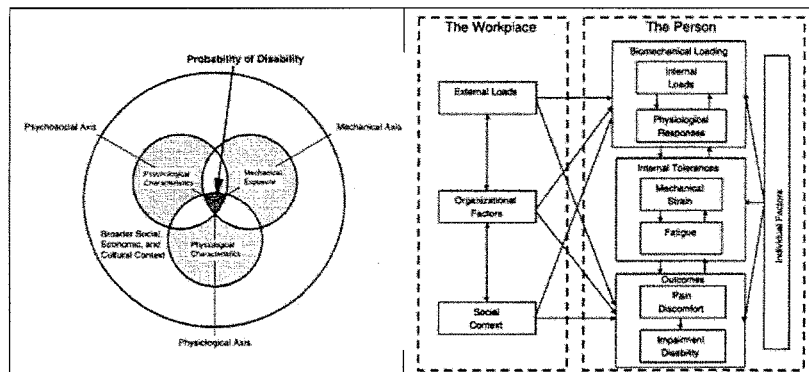 Probability of Disability
Psychosocial Axis
Mechanical Axis
Psychological
Characteristics
Mechanical
Exposure
Broader Social,
Economic, and
Cultural Context
Physiological
Characteristics
Physiological Axis
The Workplace
External Loads
Organizational
Factors
Social
Context
The Person
Biomechanical Loading
Internal
Loads
Physiological
Responses
Internal Tolerances
Mechanical
Strain
Fatigue
Outcomes
Pain
Discomfort
Impairment
Disability
Individual Factors